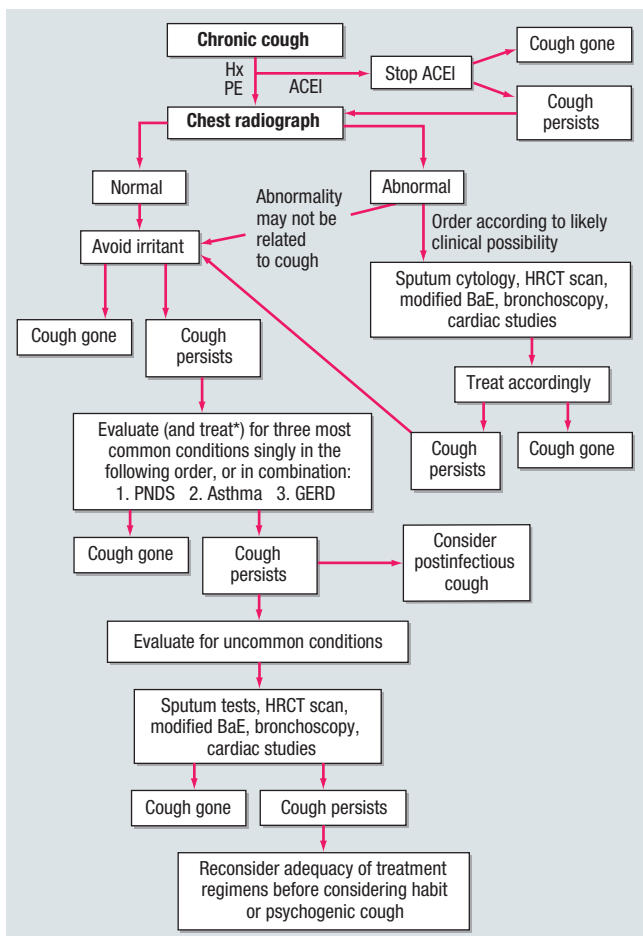 Chronic cough
Hx
PE
ACEI
Stop ACEI
Cough gone
Cough
persists
Chest radiograph
Normal
Abnormal
Abnormality
may not be
related
to cough
Order according to likely
clinical possibility
Avoid irritant
Sputum cytology, HRCT scan,
modified BaE, bronchoscopy,
cardiac studies
Cough gone
Cough
persists
Treat accordingly
Cough
persists
Cough gone
Evaluate (and treat*) for three most
common conditions singly in the
following order, or in combination:
1. PNDS 2. Asthma 3. GERD
Cough gone
Cough
persists
Consider
postinfectious
cough
Evaluate for uncommon conditions
Sputum tests, HRCT scan,
modified BaE, bronchoscopy,
cardiac studies
Cough gone
Cough persists
Reconsider adequacy of treatment
regimens before considering habit
or psychogenic cough